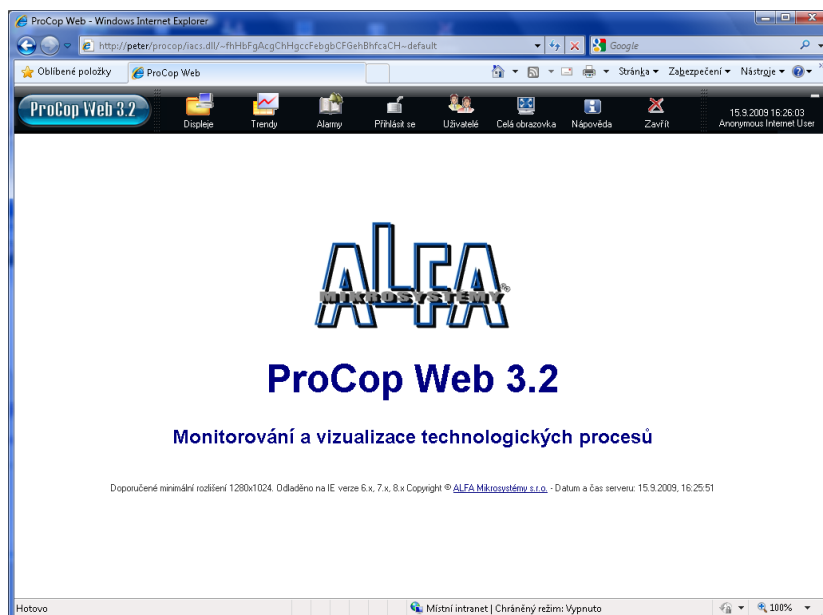 ProCop Web - Windows Internet Explorer
http://peter/procop/iacs.dll/~fhHbFgAcgChHgccFebgbCFGehBhfcaCH~default
Google
Oblíbené položky
ProCop Web
Stránka
Zabezpečení
Nástroje
ProCop Web 3.2
Displeje
Trendy
Alarmy
Přihlásit se
Uživatelé
Celá obrazovka
Nápověda
Zavřít
15.9.2009 16:26:03
Anonymous Internet User
ALFA
MIKROSYSTÉMY
®
ProCop Web 3.2
Monitorování a vizualizace technologických procesů
Doporučené minimální rozlišení 1280x1024. Odladěno na IE verze 6.x, 7.x, 8.x Copyright © ALFA Mikrosystémy s.r.o. - Datum a čas serveru: 15.9.2009, 16:25:51
Hotovo
Místní intranet | Chráněný režim: Vypnuto
100%